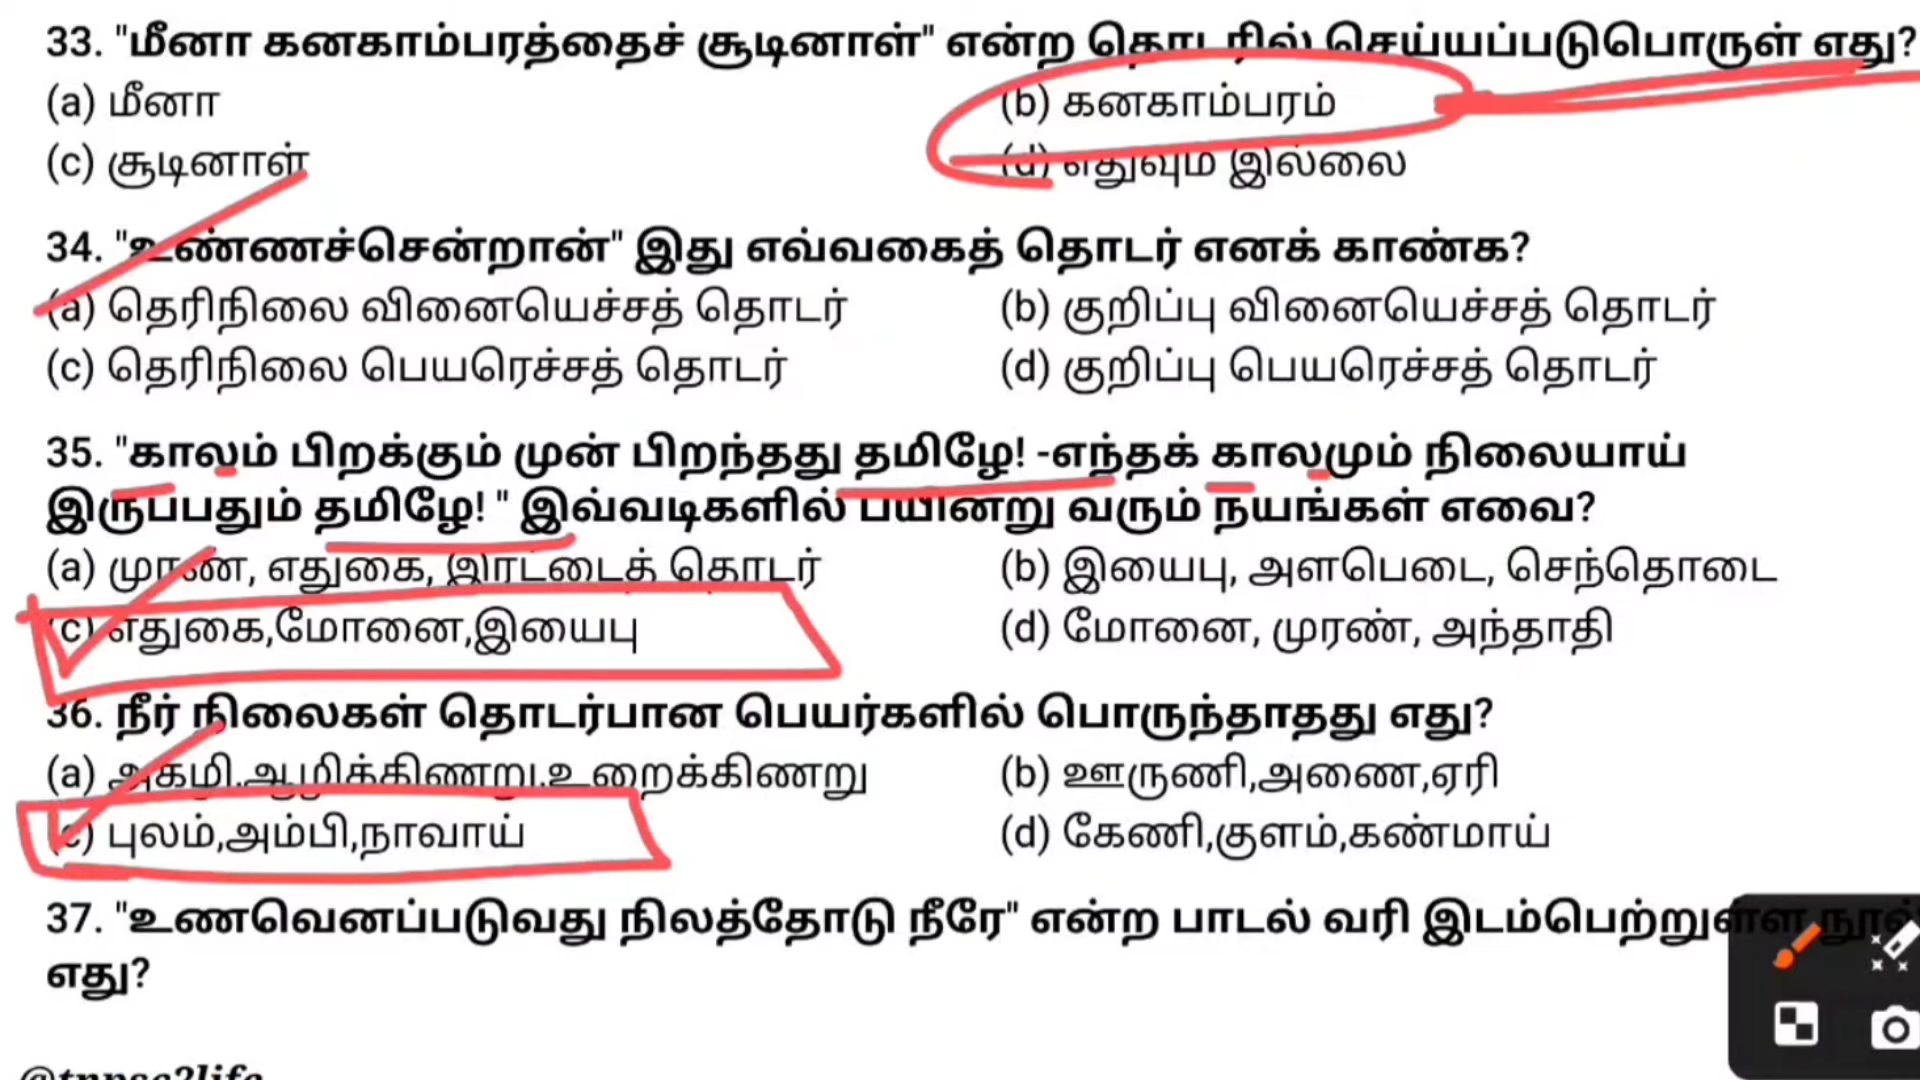 33. "மீனா கனகாம்பரத்தைச் சூடினாள்" என்ற தொடரில் செய்யப்படுபொருள் எது?
(a) மீனா (b) கனகாம்பரம்
(c) சூடினாள் (d) எதுவும் இல்லை
34. "உண்ணச்சென்றான்" இது எவ்வகைத் தொடர் எனக் காண்க?
(a) தெரிநிலை வினையெச்சத் தொடர் (b) குறிப்பு வினையெச்சத் தொடர்
(c) தெரிநிலை பெயரெச்சத் தொடர் (d) குறிப்பு பெயரெச்சத் தொடர்
35. "காலம் பிறக்கும் முன் பிறந்தது தமிழே! -எந்தக் காலமும் நிலையாய்
இருப்பதும் தமிழே! " இவ்வடிகளில் பயின்று வரும் நயங்கள் எவை?
(a) முரண், எதுகை, இரட்டைத் தொடர் (b) இயைபு, அளபெடை, செந்தொடை
(c) எதுகை,மோனை,இயைபு (d) மோனை, முரண், அந்தாதி
36. நீர் நிலைகள் தொடர்பான பெயர்களில் பொருந்தாதது எது?
(a) அகழி,ஆழிக்கிணறு,உறைக்கிணறு (b) ஊருணி,அணை,ஏரி
(c) புலம்,அம்பி,நாவாய் (d) கேணி,குளம்,கண்மாய்
37. "உணவெனப்படுவது நிலத்தோடு நீரே" என்ற பாடல் வரி இடம்பெற்றுள்ள நூல்
எது?
@tnpsc2life